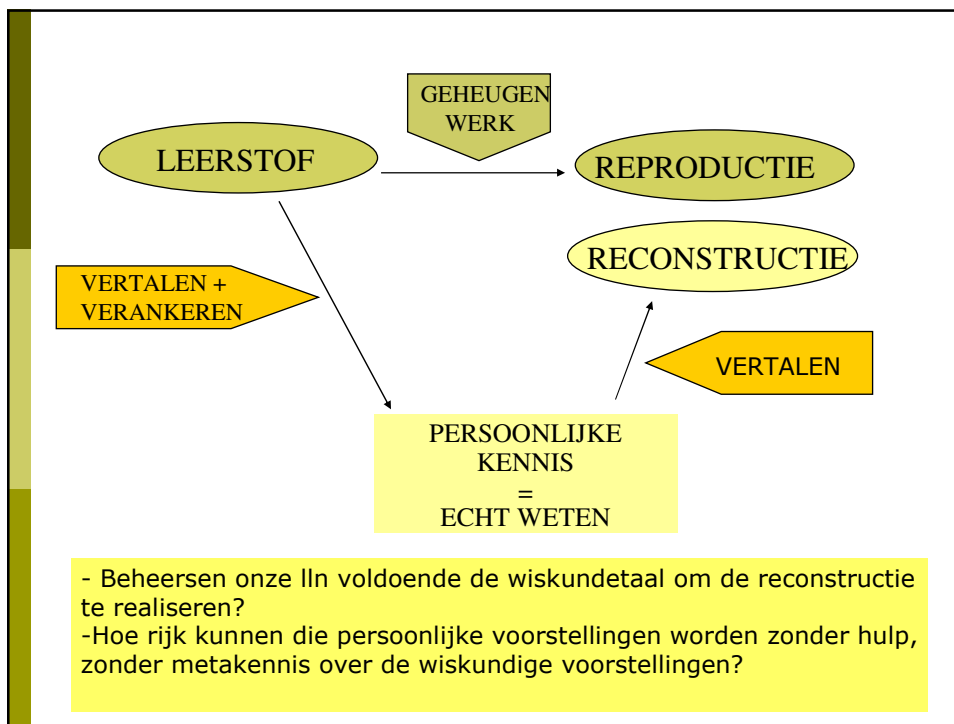 GEHEUGEN
WERK
LEERSTOF
REPRODUCTIE
RECONSTRUCTIE
VERTALEN +
VERANKEREN
VERTALEN
PERSOONLIJKE
KENNIS
=
ECHT WETEN
- Beheersen onze lln voldoende de wiskundetaal om de reconstructie
te realiseren?
-Hoe rijk kunnen die persoonlijke voorstellingen worden zonder hulp,
zonder metakennis over de wiskundige voorstellingen?